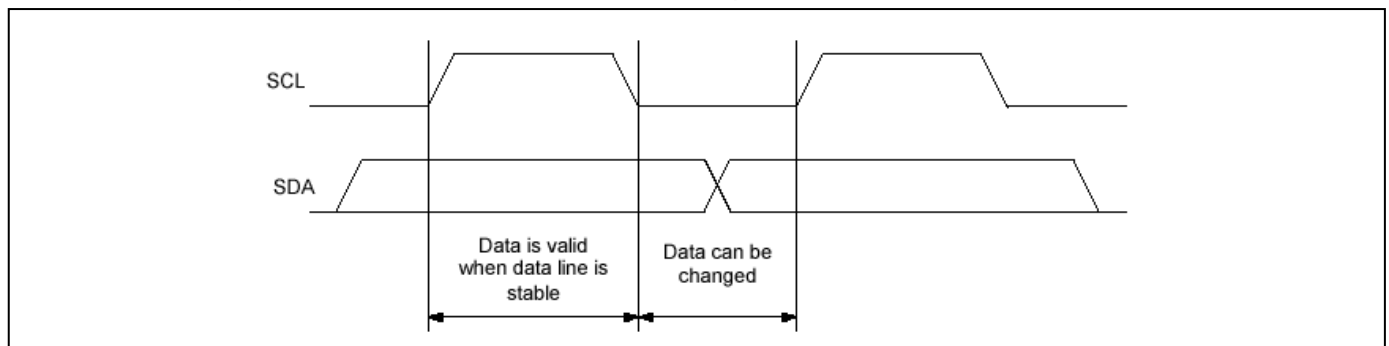 SCL
SDA
Data is valid
when data line is
stable
Data can be
changed